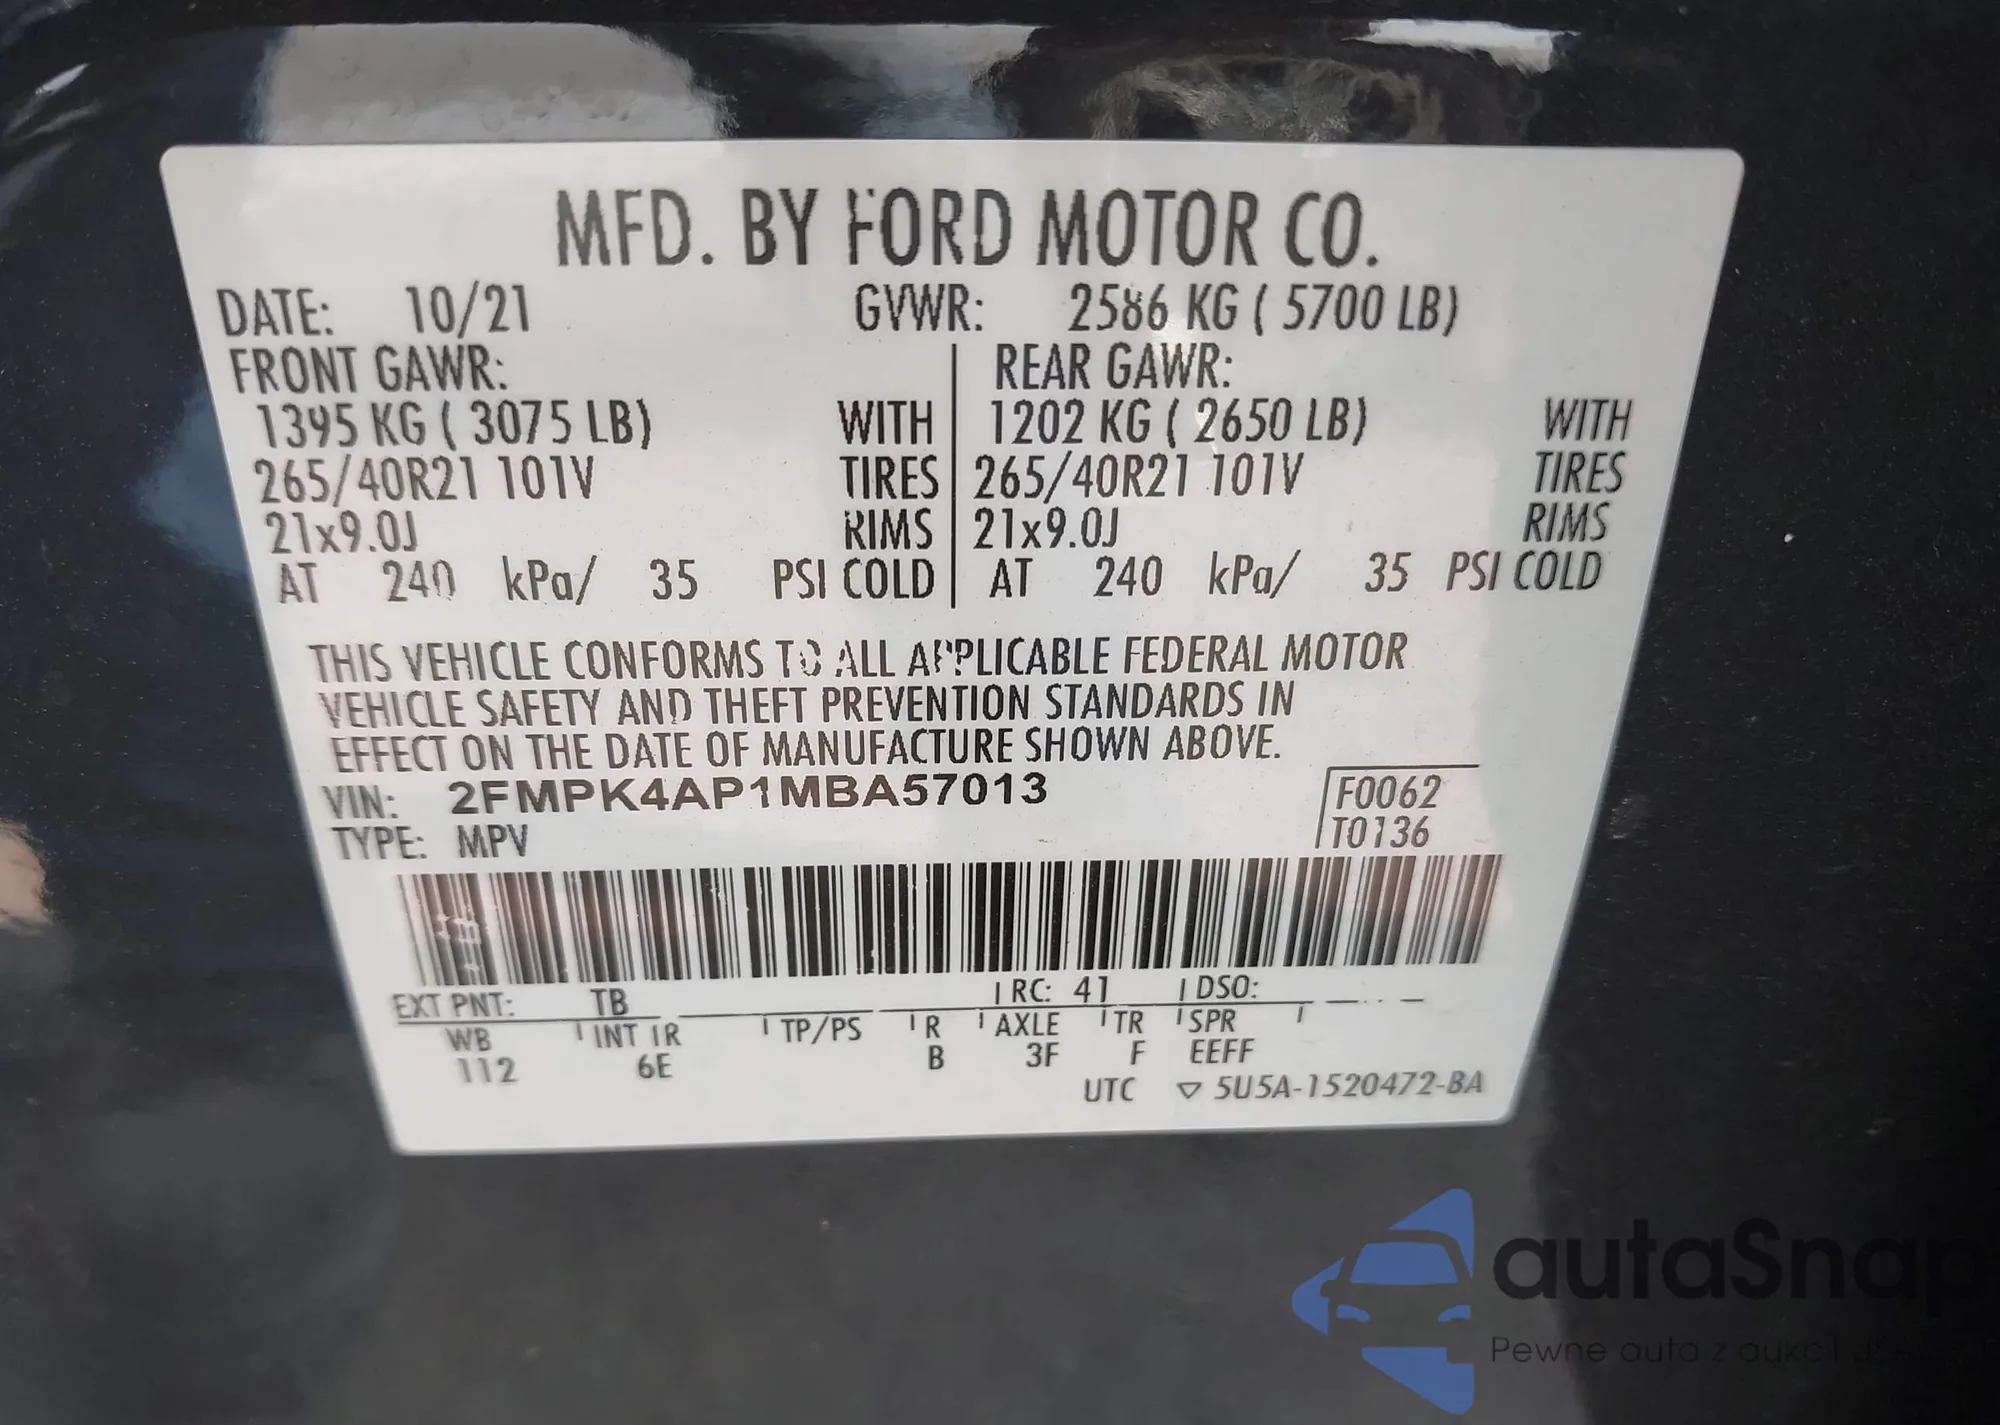 MFD. BY FORD MOTOR CO.
DATE: 10/21 GVWR: 2586 KG ( 5700 LB)
FRONT GAWR: REAR GAWR:
1395 KG ( 3075 LB) WITH 1202 KG ( 2650 LB) WITH
265/40R21 101V TIRES 265/40R21 101V TIRES
21x9.0J RIMS 21x9.0J RIMS
AT 240 kPa/ 35 PSI COLD AT 240 kPa/ 35 PSI COLD
THIS VEHICLE CONFORMS TO ALL APPLICABLE FEDERAL MOTOR
VEHICLE SAFETY AND THEFT PREVENTION STANDARDS IN
EFFECT ON THE DATE OF MANUFACTURE SHOWN ABOVE.
VIN: 2FMPK4AP1MBA57013 F0062
TYPE: MPV T0136
EXT PNT: TB RC: 41 DSO:
WB INT TR TP/PS R AXLE TR SPR
112 6E B 3F F EEFF
UTC ▽ 5U5A-1520472-BA
autaSnap
Pewne auta z aukcji